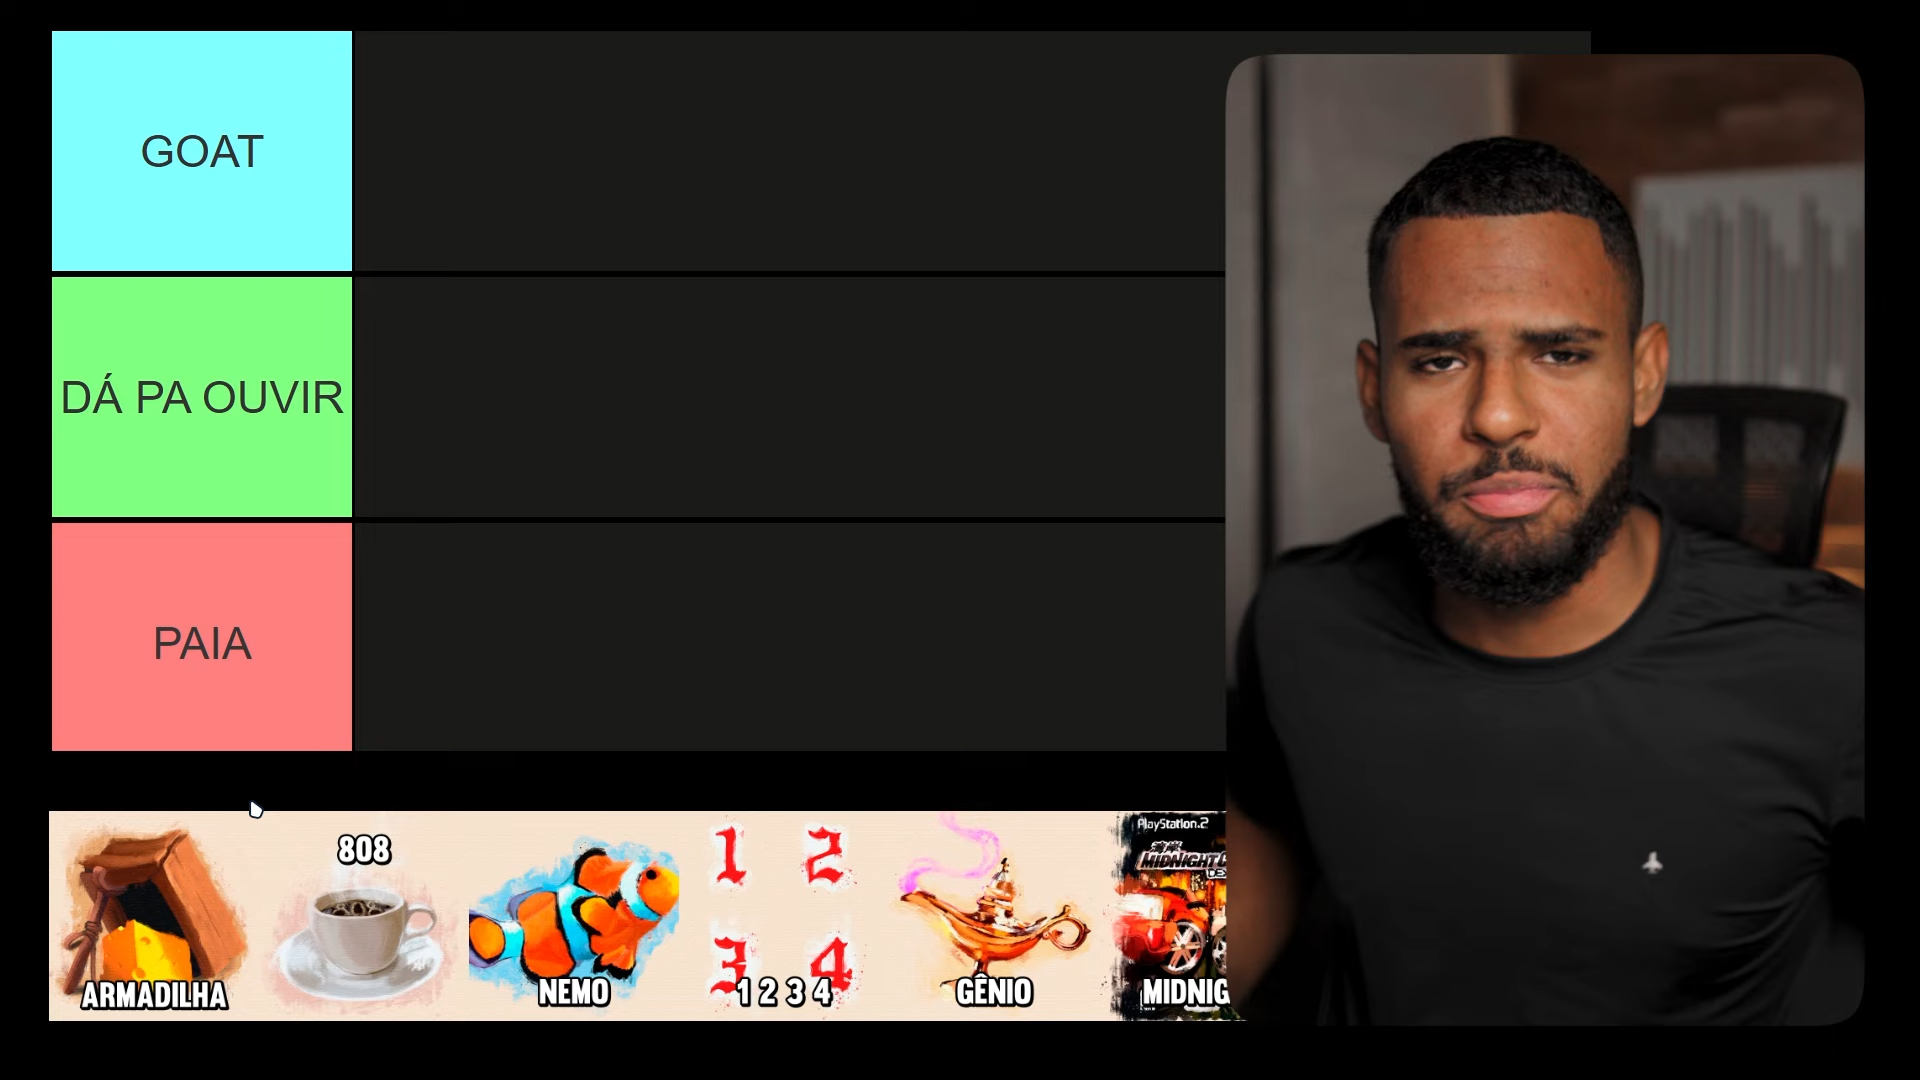 GOAT
DÁ PA OUVIR
PAIA
ARMADILHA
808
NEMO
1 2
3 4
1 2 3 4
GÊNIO
PlayStation.2
MIDNIGHT
MIDNIG